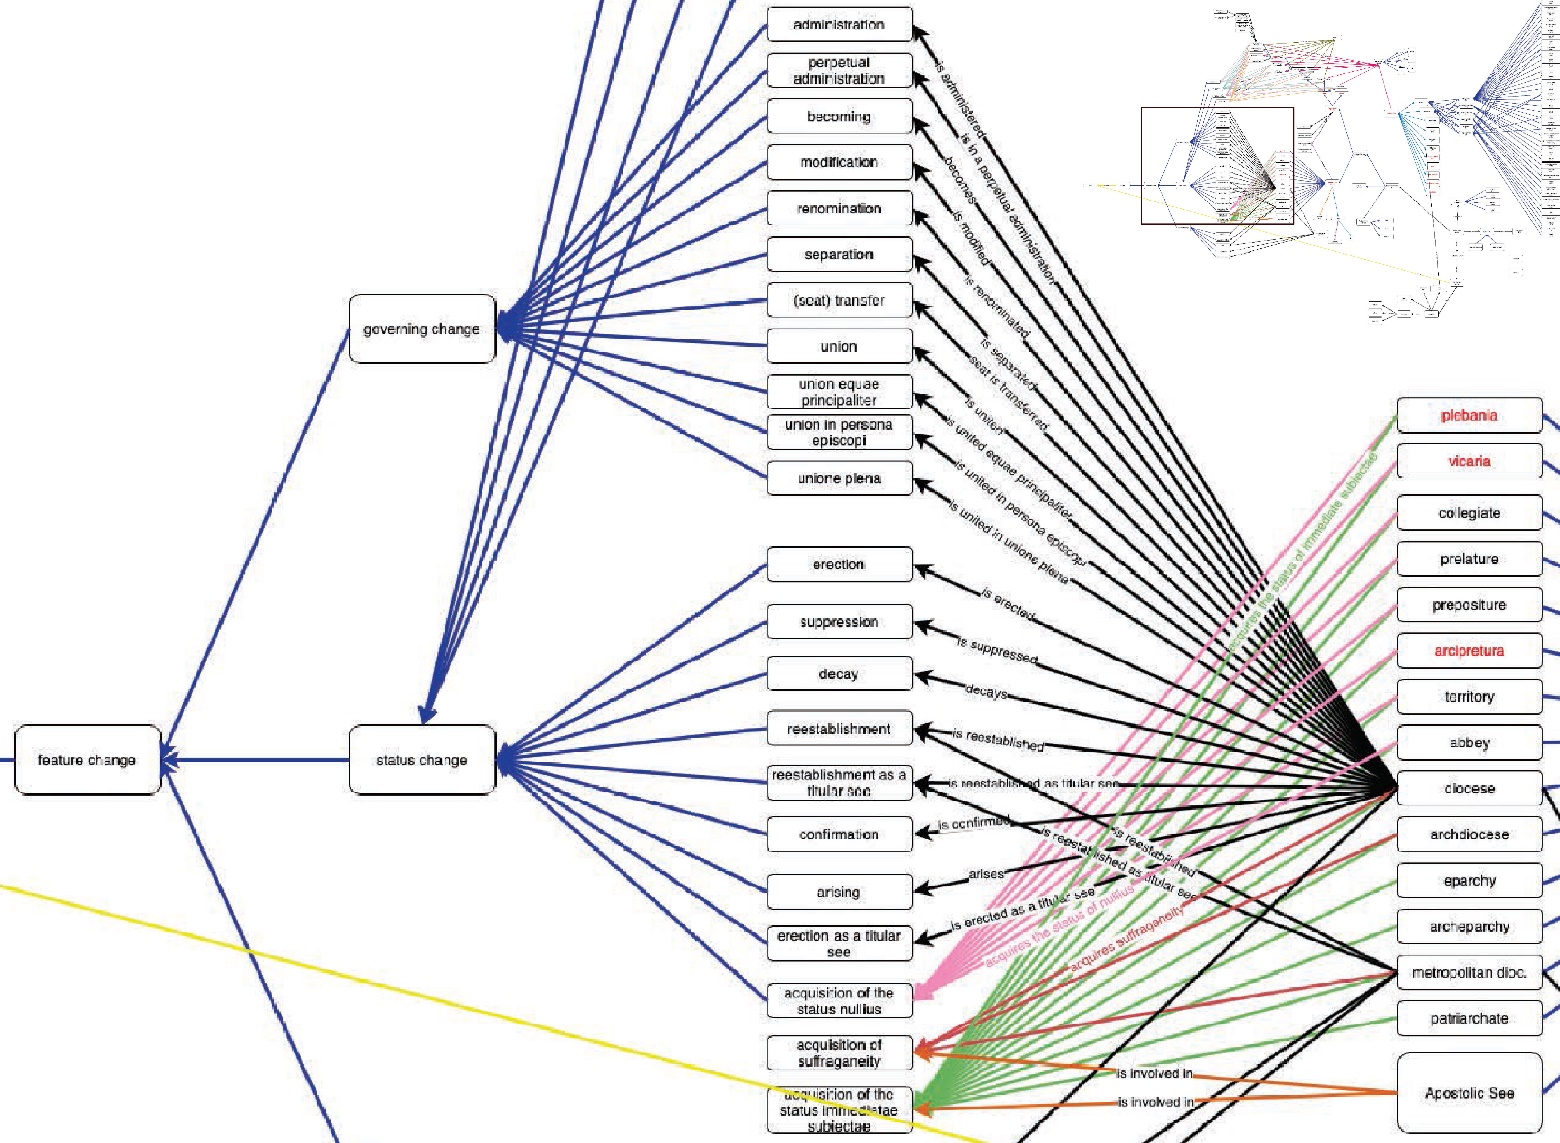 administration
perpetual
administration
becoming
modification
renomination
separation
(seat) transfer
union
union equae
principaliter
union in persona
episcopi
unione plena
governing change
erection
suppression
decay
reestablishment
reestablishment as a
titular see
confirmation
arising
erection as a titular
see
acquisition of the
status nullius
acquisition of
suffraganeity
acquisition of the
status immediatae
subiectae
feature change
status change
is administered
is in a perpetual administration
becomes
is modified
is renominated
is separated
seat is transferred
is united
is united equae principaliter
is united in persona episcopi
is united in unione plena
is erected
is suppressed
decays
is reestablished
is reestablished as titular see
is confirmed
is reestablished
is reestablished as titular see
arises
is erected as a titular see
acquires the status of nullius
acquires suffraganeity
acquires the status of immediate subiectae
is involved in
is involved in
plebania
vicaria
collegiate
prelature
prepositure
arcipretura
territory
abbey
diocese
archdiocese
eparchy
archeparchy
metropolitan dioc.
patriarchate
Apostolic See